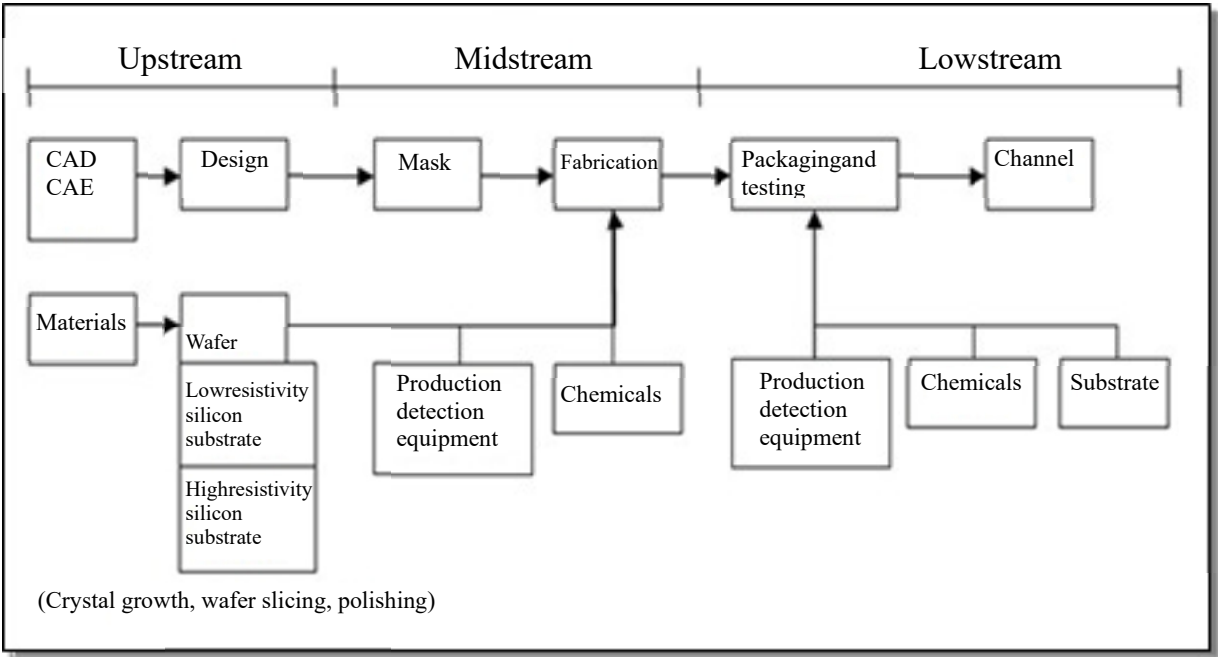 Upstream
Midstream
Lowstream
CAD
CAE
Design
Mask
Fabrication
Packagingand
testing
Channel
Materials
Wafer
Lowresistivity
silicon
substrate
Highresistivity
silicon
substrate
Production
detection
equipment
Chemicals
Production
detection
equipment
Chemicals
Substrate
(Crystal growth, wafer slicing, polishing)